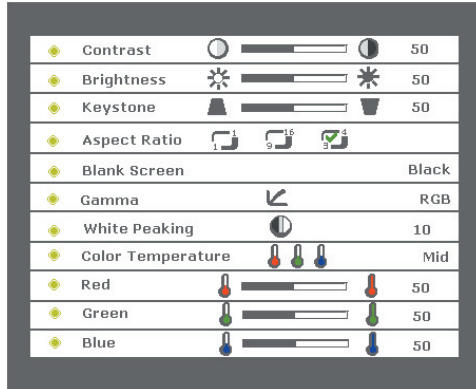 Contrast 50
Brightness 50
Keystone 50
Aspect Ratio 1 1 9 16 3 4
Blank Screen Black
Gamma RGB
White Peaking 10
Color Temperature Mid
Red 50
Green 50
Blue 50